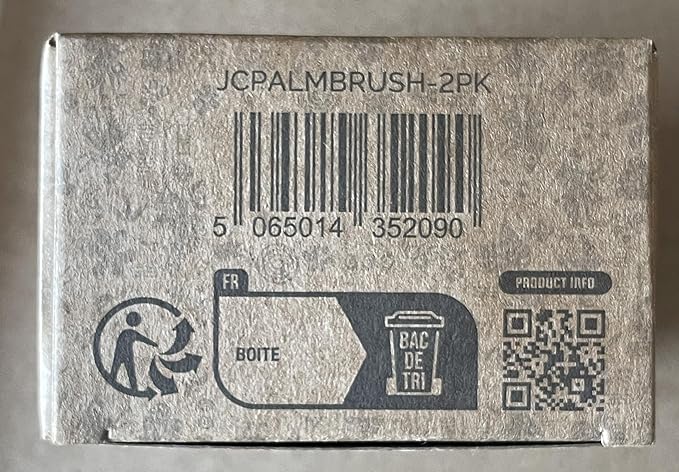 JCPALMBRUSH-2PK
5 065014 352090
FR
PRODUCT INFO
BOITE
BAC
DE
TRI